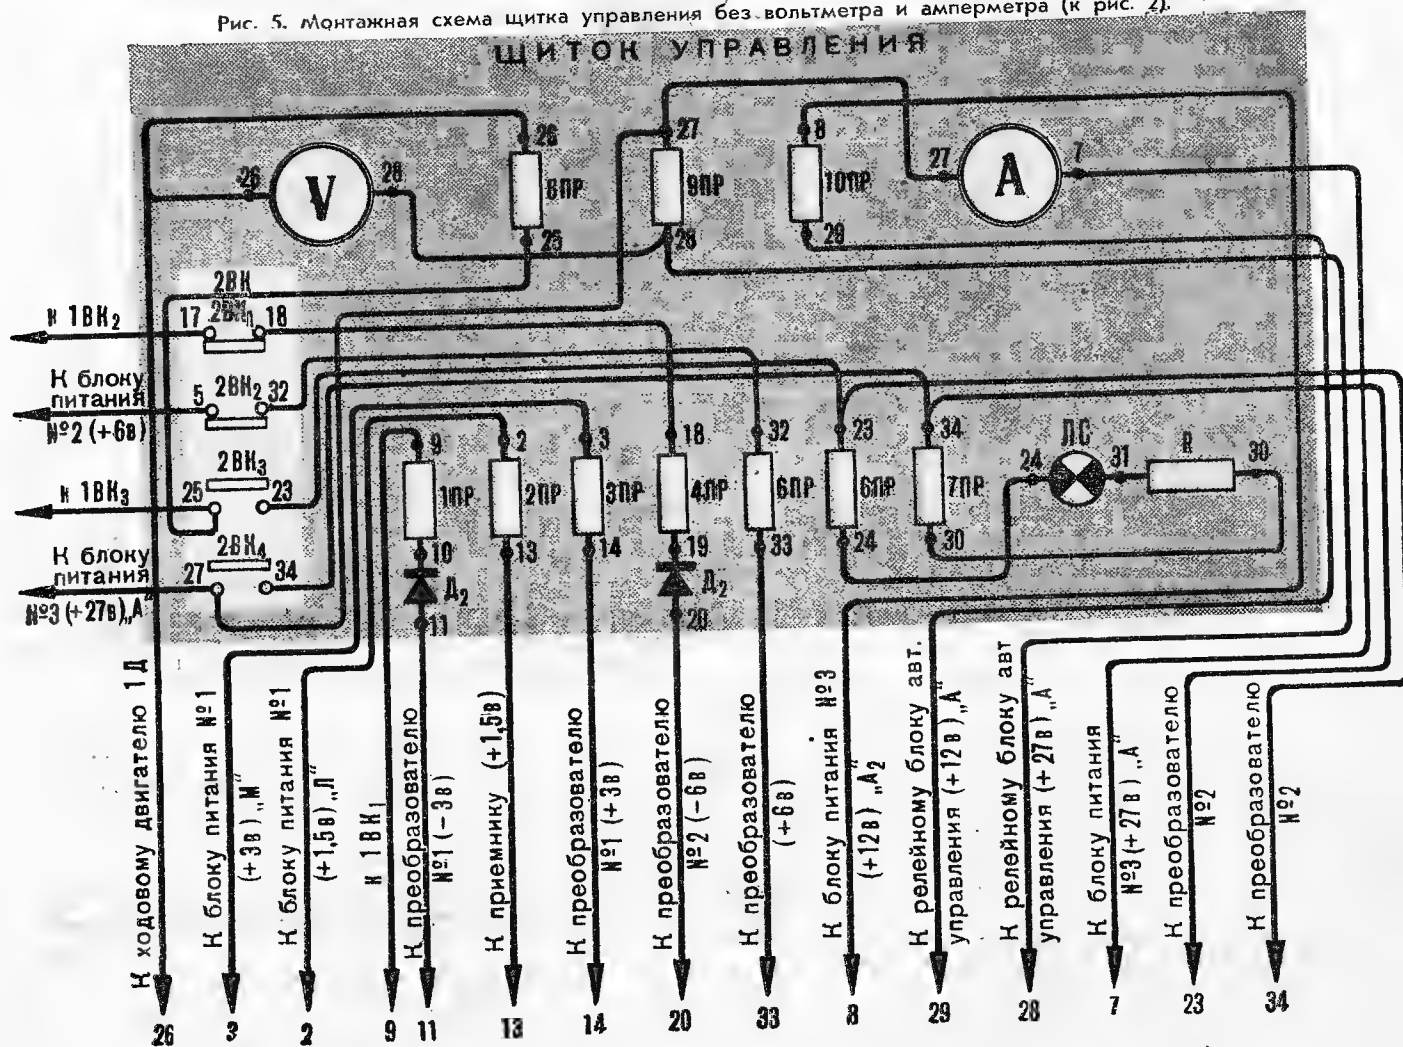 Рис. 5. Монтажная схема щитка управления без вольтметра и амперметра (к рис. 2).
ЩИТОК УПРАВЛЕНИЯ
26
27
8
26
28
V
8ПР
9ПР
10ПР
27
А
7
25
28
29
2ВК
2ВК₁
17
18
к 1ВК₂
К блоку
питания
№2 (+6в)
5
2ВК₂
32
2ВК₃
25
23
к 1ВК₃
2ВК₄
К блоку
питания
27
34
№3 (+27в) „А"
9
2
3
18
32
23
34
1ПР
2ПР
3ПР
4ПР
6ПР
6ПР
7ПР
24
ЛС
31
R
30
10
13
14
19
33
24
30
Д₂
Д₂
11
20
К ходовому двигателю 1Д
К блоку питания №1
(+3в) „М"
К блоку питания №1
(+1,5в) „Л"
к 1ВК₁
К преобразователю
№1 (−3в)
К приемнику (+1,5в)
К преобразователю
№1 (+3в)
К преобразователю
№2 (−6в)
К преобразователю
(+6в)
К блоку питания №3
(+12в) „А₂"
К релейному блоку авт.
управления (+12в) „А"
К релейному блоку авт
управления (+27в) „А"
К блоку питания
№3 (+27в) „А"
К преобразователю
№2
К преобразователю
№2
26
3
2
9
11
13
14
20
33
8
29
28
7
23
34